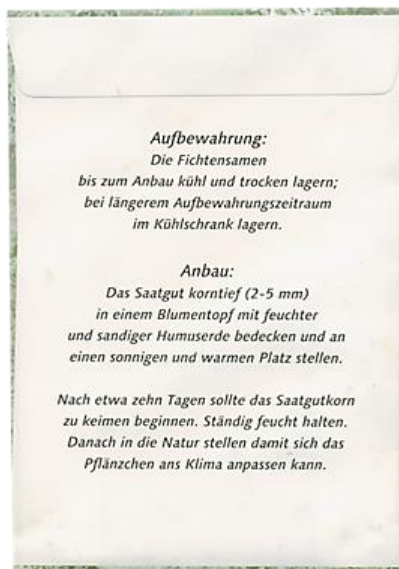 Aufbewahrung:
Die Fichtensamen
bis zum Anbau kühl und trocken lagern;
bei längerem Aufbewahrungszeitraum
im Kühlschrank lagern.
Anbau:
Das Saatgut korntief (2-5 mm)
in einem Blumentopf mit feuchter
und sandiger Humuserde bedecken und an
einen sonnigen und warmen Platz stellen.
Nach etwa zehn Tagen sollte das Saatgutkorn
zu keimen beginnen. Ständig feucht halten.
Danach in die Natur stellen damit sich das
Pflänzchen ans Klima anpassen kann.